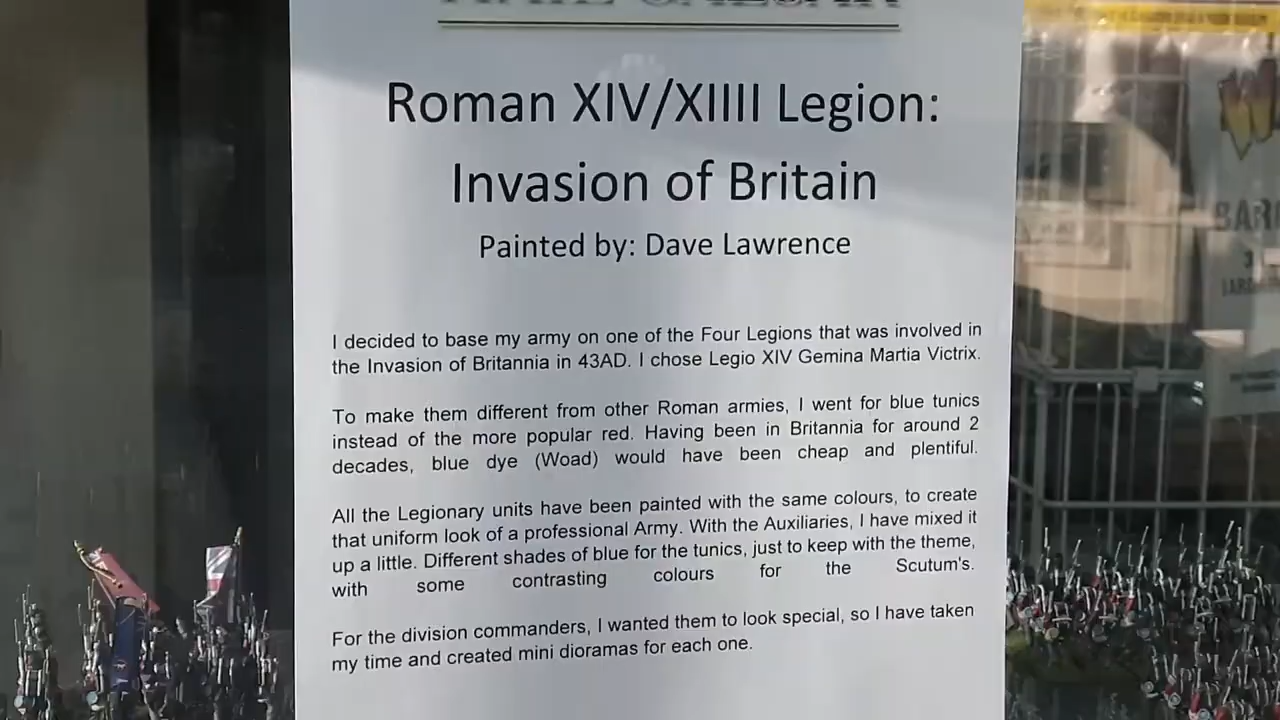 Roman XIV/XIIII Legion:
Invasion of Britain
Painted by: Dave Lawrence
I decided to base my army on one of the Four Legions that was involved in
the Invasion of Britannia in 43AD. I chose Legio XIV Gemina Martia Victrix.
To make them different from other Roman armies, I went for blue tunics
instead of the more popular red. Having been in Britannia for around 2
decades, blue dye (Woad) would have been cheap and plentiful.
All the Legionary units have been painted with the same colours, to create
that uniform look of a professional Army. With the Auxiliaries, I have mixed it
up a little. Different shades of blue for the tunics, just to keep with the theme,
with some contrasting colours for the Scutum's.
For the division commanders, I wanted them to look special, so I have taken
my time and created mini dioramas for each one.